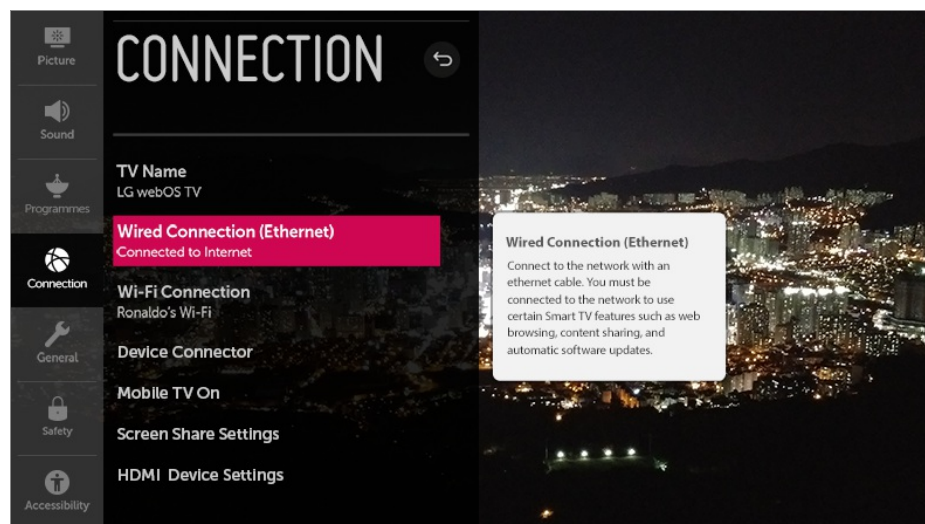 Picture
Sound
Programmes
Connection
General
Safety
Accessibility
CONNECTION
TV Name
LG webOS TV
Wired Connection (Ethernet)
Connected to Internet
Wi-Fi Connection
Ronaldo's Wi-Fi
Device Connector
Mobile TV On
Screen Share Settings
HDMI Device Settings
Wired Connection (Ethernet)
Connect to the network with an
ethernet cable. You must be
connected to the network to use
certain Smart TV features such as web
browsing, content sharing, and
automatic software updates.